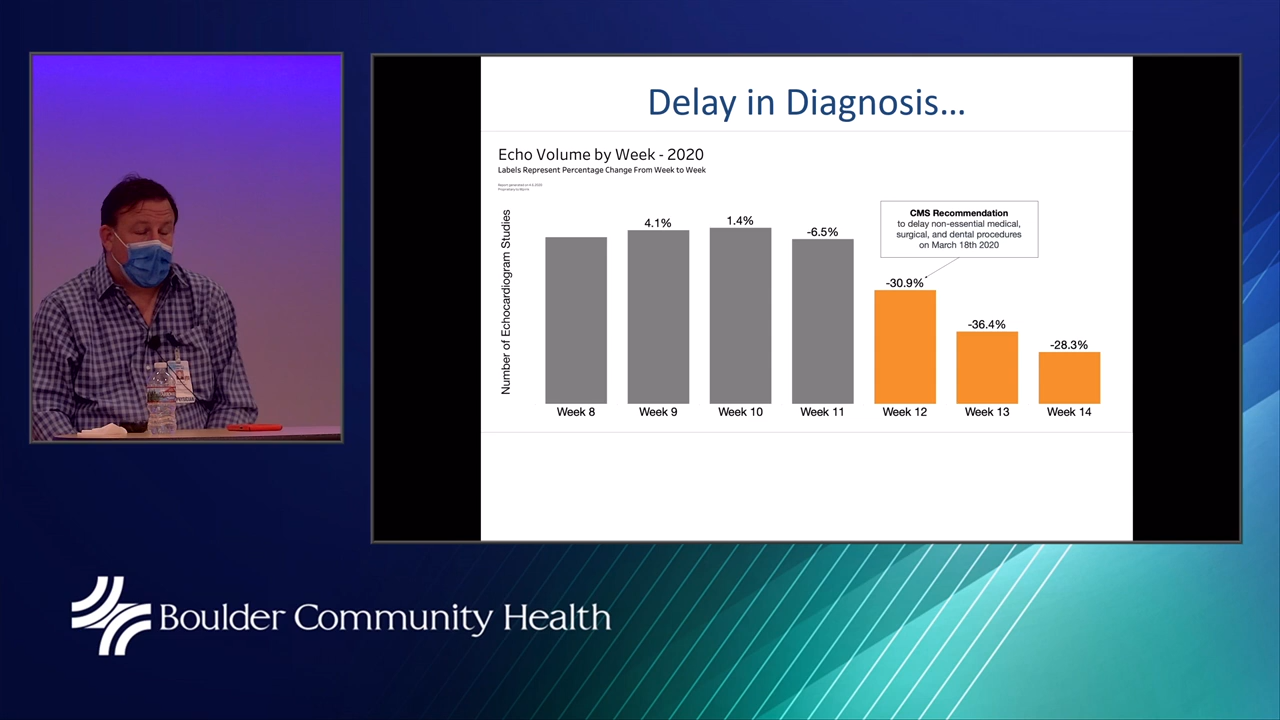 Delay in Diagnosis...
Echo Volume by Week - 2020
Labels Represent Percentage Change From Week to Week
Number of Echocardiogram Studies
4.1%
1.4%
-6.5%
CMS Recommendation
to delay non-essential medical,
surgical, and dental procedures
on March 18th 2020
-30.9%
-36.4%
-28.3%
Week 8
Week 9
Week 10
Week 11
Week 12
Week 13
Week 14
Boulder Community Health